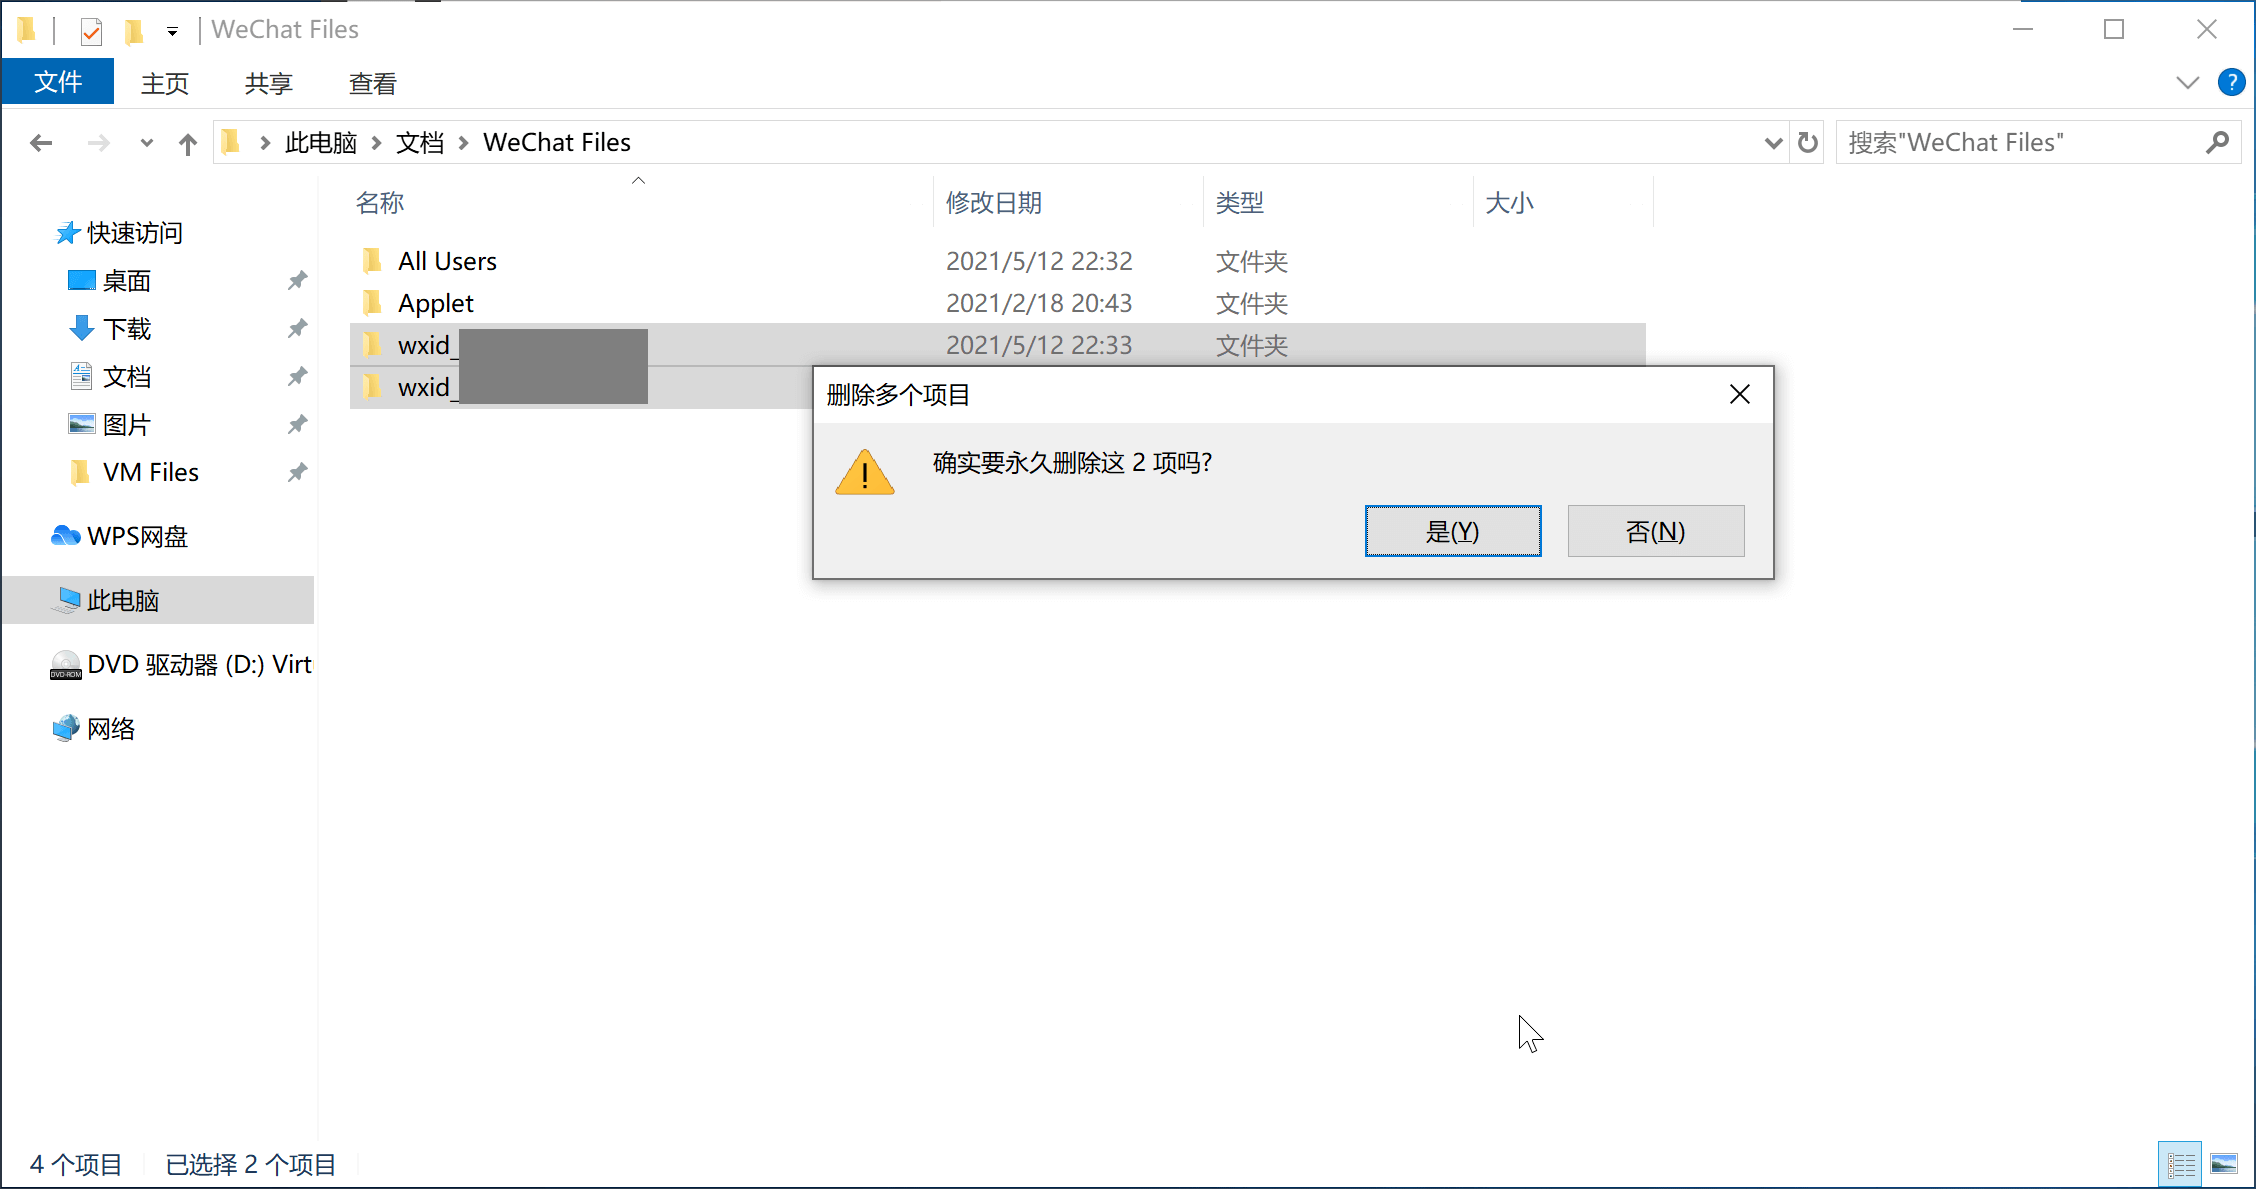 WeChat Files
文件 主页 共享 查看
?
此电脑 文档 WeChat Files
搜索"WeChat Files"
名称 修改日期 类型 大小
快速访问
桌面
下载
文档
图片
VM Files
WPS网盘
此电脑
DVD 驱动器 (D:) Virt
网络
All Users 2021/5/12 22:32 文件夹
Applet 2021/2/18 20:43 文件夹
wxid_ 2021/5/12 22:33 文件夹
wxid_
删除多个项目
确实要永久删除这 2 项吗?
是(Y) 否(N)
4 个项目 已选择 2 个项目